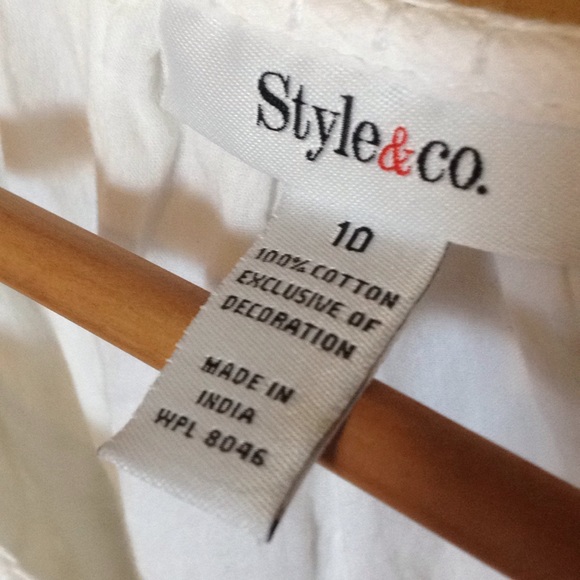 Style&co.
10
100% COTTON
EXCLUSIVE OF
DECORATION
MADE IN
INDIA
WPL 8046